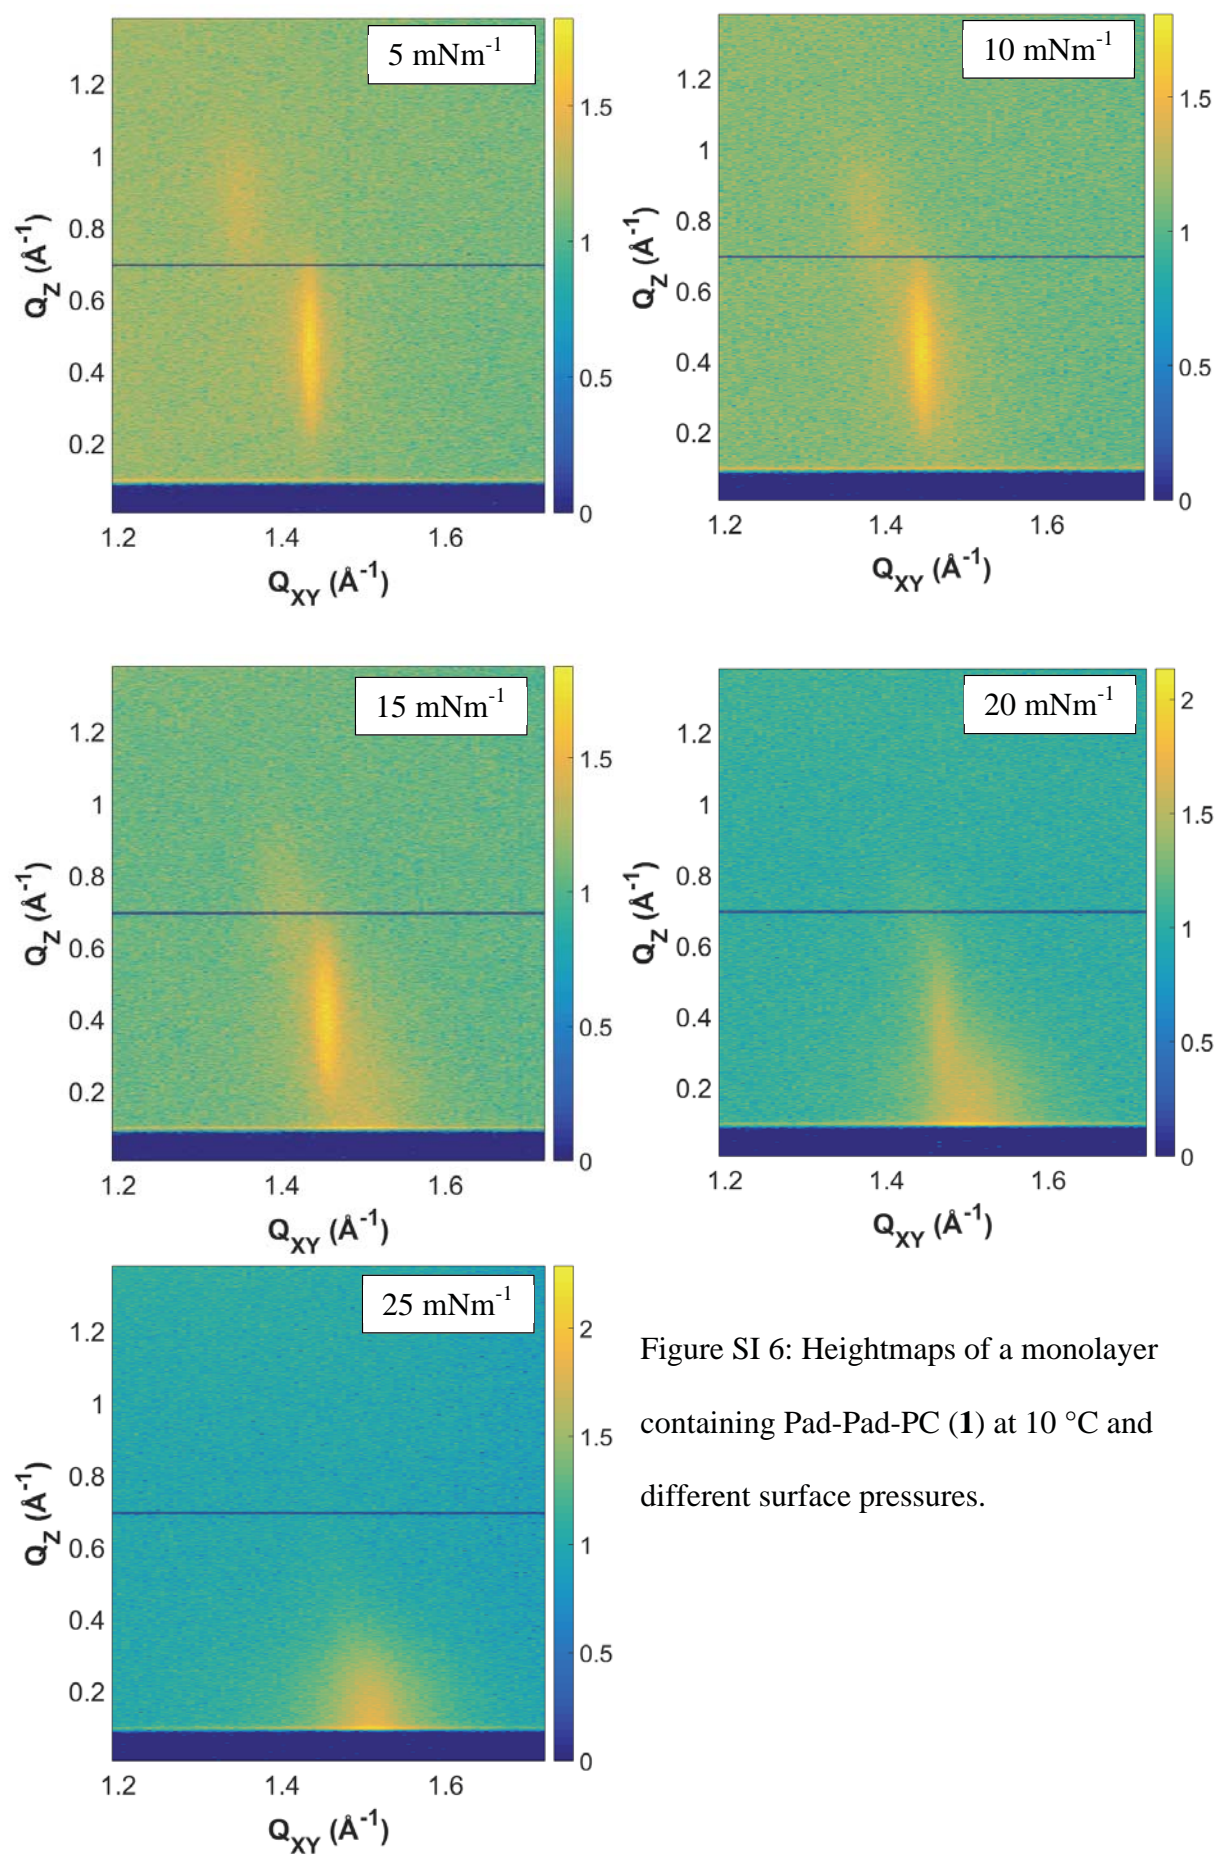 5 mNm-1
1.2
1
0.8
0.6
0.4
0.2
QZ (Å-1)
1.2 1.4 1.6
QXY (Å-1)
1.5
1
0.5
0
10 mNm-1
1.2
1
0.8
0.6
0.4
0.2
QZ (Å-1)
1.2 1.4 1.6
QXY (Å-1)
1.5
1
0.5
0
15 mNm-1
1.2
1
0.8
0.6
0.4
0.2
QZ (Å-1)
1.2 1.4 1.6
QXY (Å-1)
1.5
1
0.5
0
20 mNm-1
1.2
1
0.8
0.6
0.4
0.2
QZ (Å-1)
1.2 1.4 1.6
QXY (Å-1)
2
1.5
1
0.5
0
25 mNm-1
1.2
1
0.8
0.6
0.4
0.2
QZ (Å-1)
1.2 1.4 1.6
QXY (Å-1)
2
1.5
1
0.5
0
Figure SI 6: Heightmaps of a monolayer
containing Pad-Pad-PC (1) at 10 °C and
different surface pressures.